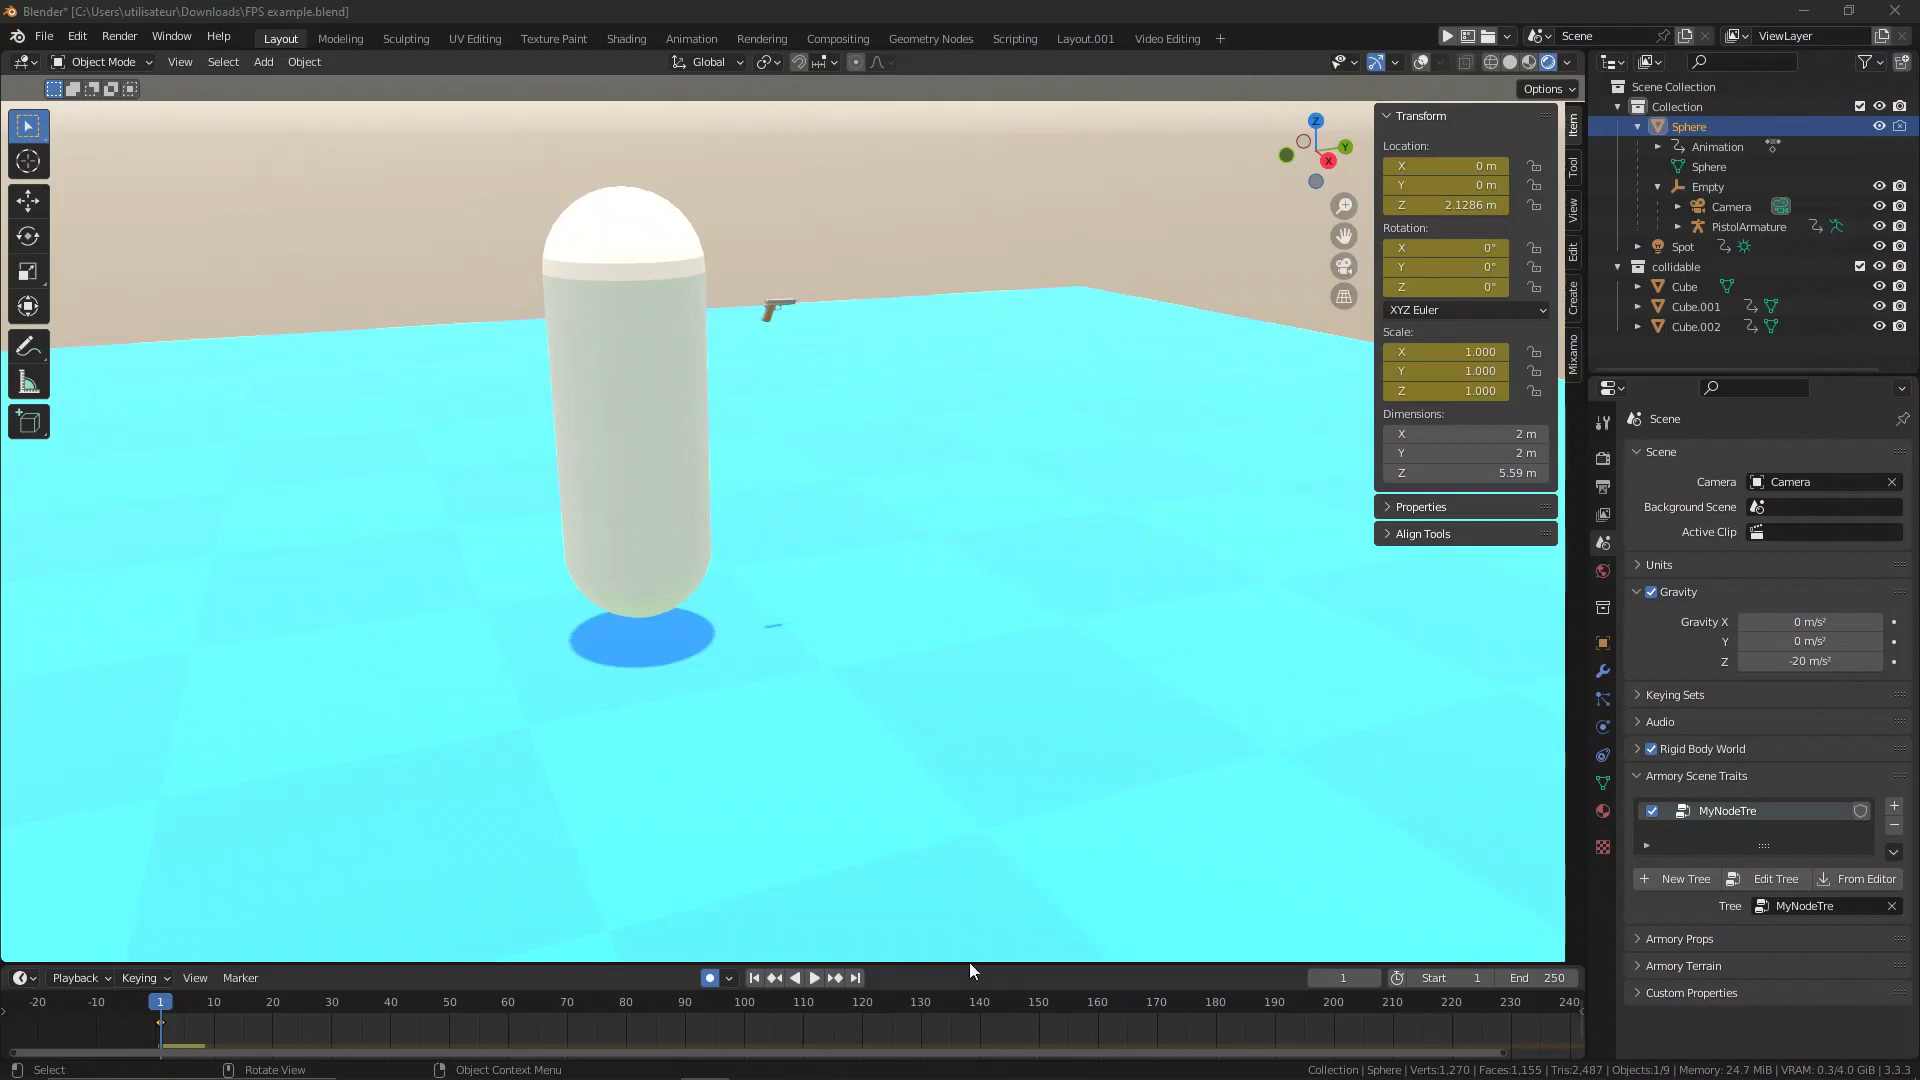 Blender* [C:\Users\utilisateur\Downloads\FPS example.blend]
File Edit Render Window Help
Layout Modeling Sculpting UV Editing Texture Paint Shading Animation Rendering Compositing Geometry Nodes Scripting Layout.001 Video Editing +
Scene
ViewLayer
Object Mode View Select Add Object
Global
Options
Transform
Location:
X 0 m
Y 0 m
Z 2.1286 m
Rotation:
X 0°
Y 0°
Z 0°
XYZ Euler
Scale:
X 1.000
Y 1.000
Z 1.000
Dimensions:
X 2 m
Y 2 m
Z 5.59 m
Properties
Align Tools
Item
Tool
View
Edit
Create
Mixamo
Z
Y
X
Scene Collection
Collection
Sphere
Animation
Sphere
Empty
Camera
PistolArmature
Spot
collidable
Cube
Cube.001
Cube.002
Scene
Scene
Camera Camera
Background Scene
Active Clip
Units
Gravity
Gravity X 0 m/s²
Y 0 m/s²
Z -20 m/s²
Keying Sets
Audio
Rigid Body World
Armory Scene Traits
MyNodeTre
New Tree Edit Tree From Editor
Tree MyNodeTre
Armory Props
Armory Terrain
Custom Properties
Playback Keying View Marker
1 Start 1 End 250
-20 -10 1 10 20 30 40 50 60 70 80 90 100 110 120 130 140 150 160 170 180 190 200 210 220 230 240
Select Rotate View Object Context Menu
Collection | Sphere | Verts:1,270 | Faces:1,155 | Tris:2,487 | Objects:1/9 | Memory: 24.7 MiB | VRAM: 0.3/4.0 GiB | 3.3.3